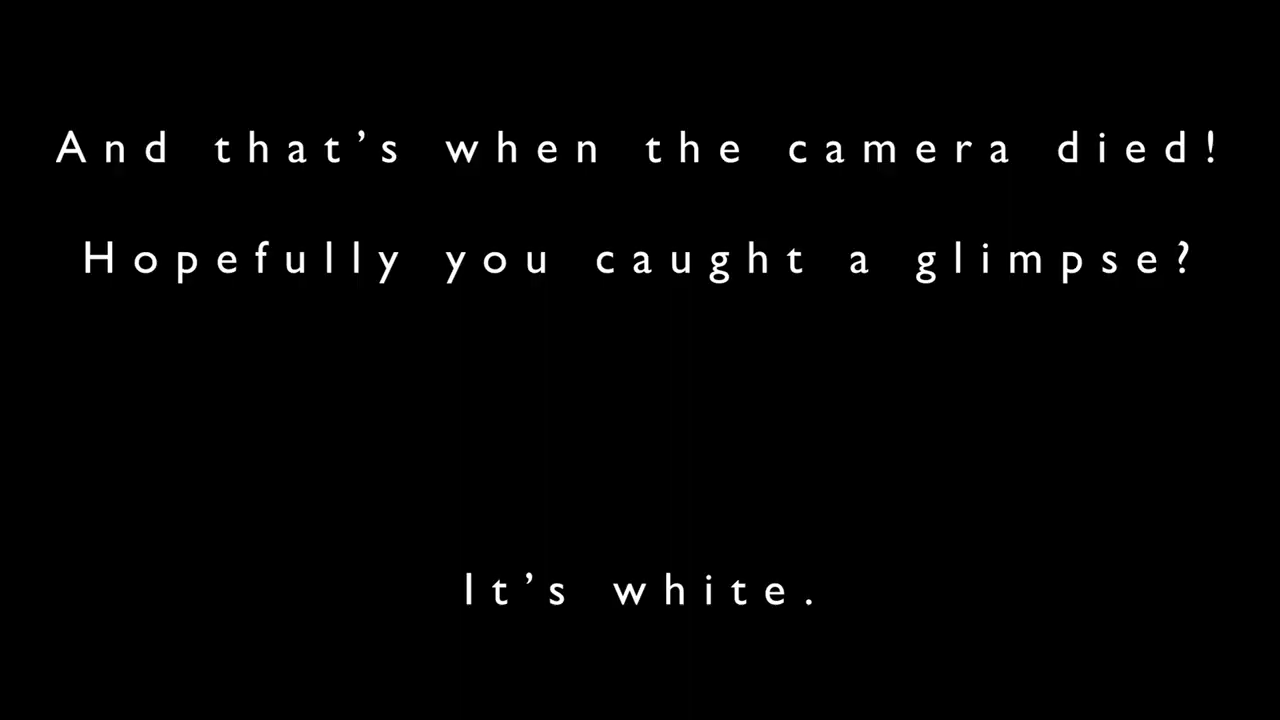 And that’s when the camera died!
Hopefully you caught a glimpse?
It’s white.